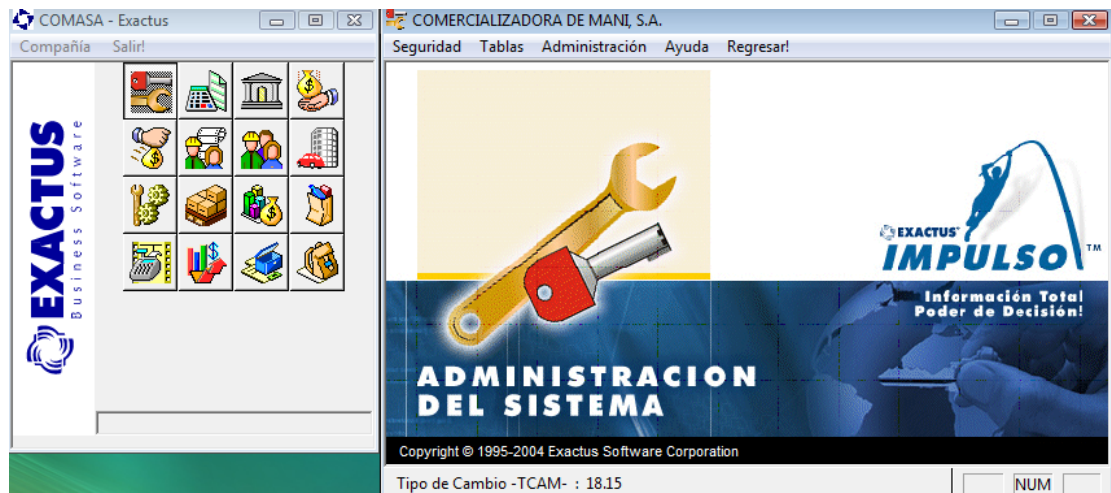 COMASA - Exactus
Compañía Salir!
EXACTUS
Business Software
COMERCIALIZADORA DE MANI, S.A.
Seguridad Tablas Administración Ayuda Regresar!
EXACTUS
IMPULSO TM
Información Total
Poder de Decisión!
ADMINISTRACION
DEL SISTEMA
Copyright © 1995-2004 Exactus Software Corporation
Tipo de Cambio -TCAM- : 18.15
NUM